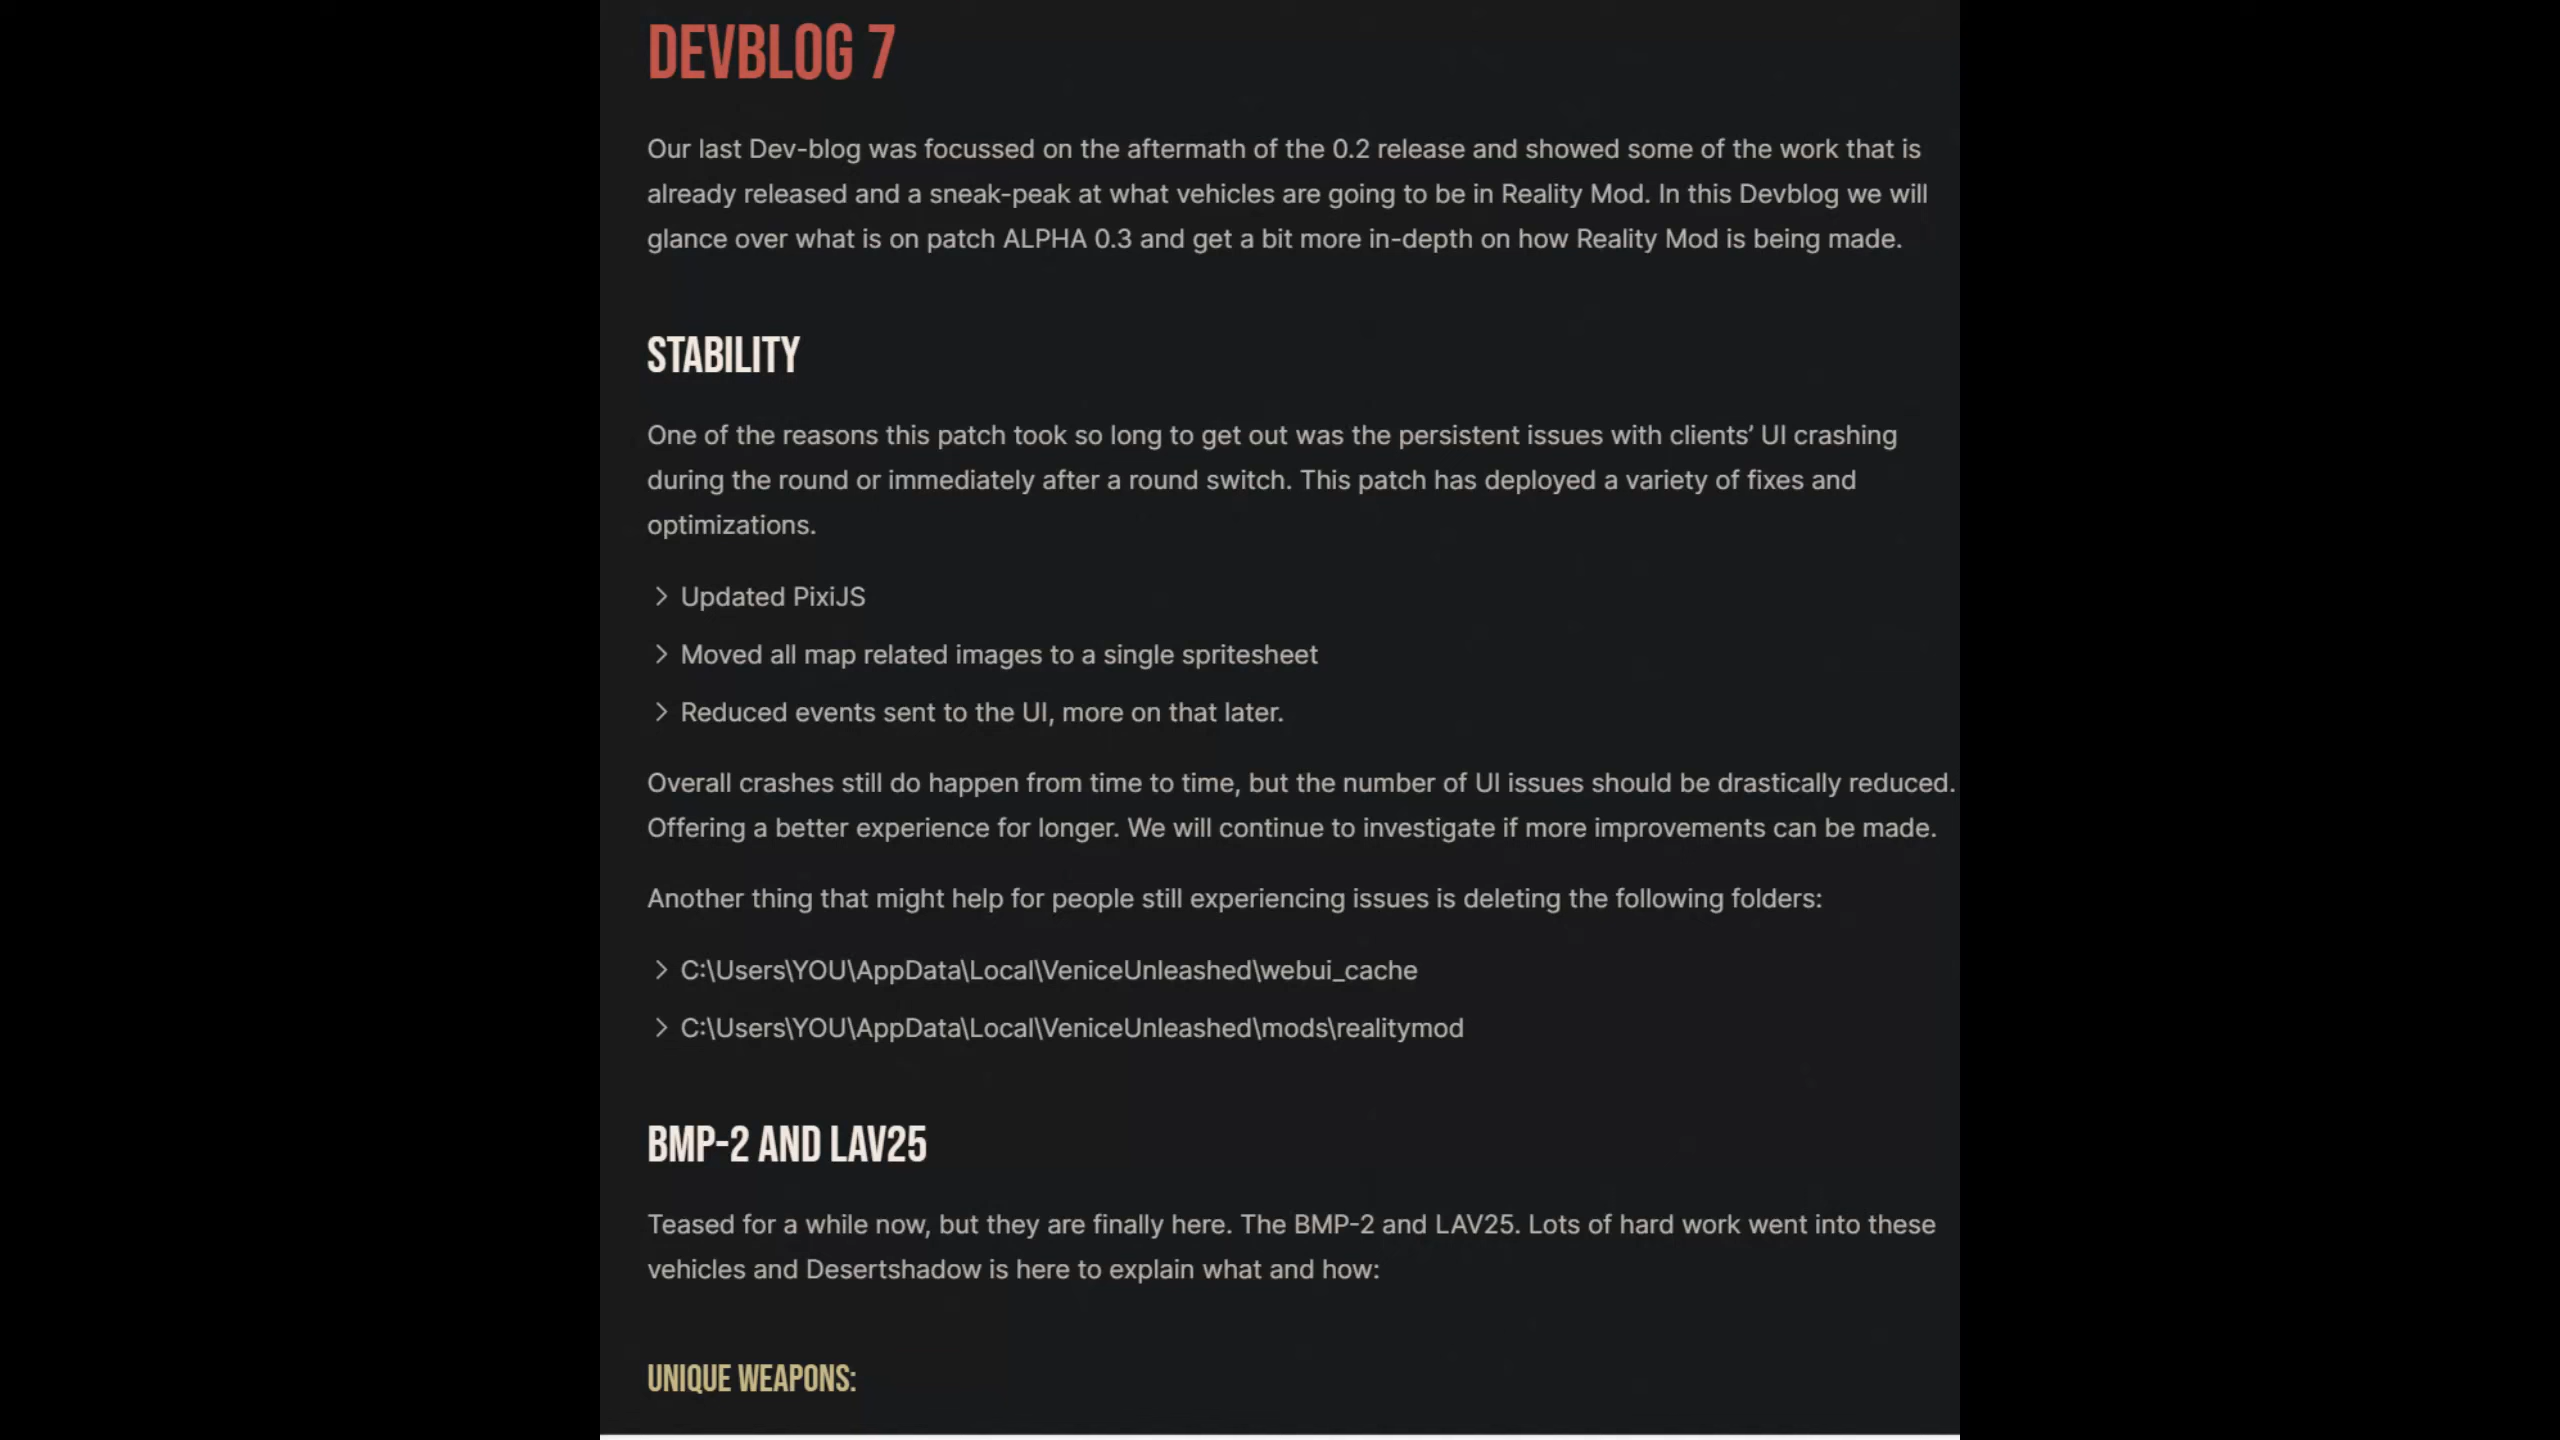 DEVBLOG 7
Our last Dev-blog was focussed on the aftermath of the 0.2 release and showed some of the work that is
already released and a sneak-peak at what vehicles are going to be in Reality Mod. In this Devblog we will
glance over what is on patch ALPHA 0.3 and get a bit more in-depth on how Reality Mod is being made.
STABILITY
One of the reasons this patch took so long to get out was the persistent issues with clients’ UI crashing
during the round or immediately after a round switch. This patch has deployed a variety of fixes and
optimizations.
> Updated PixiJS
> Moved all map related images to a single spritesheet
> Reduced events sent to the UI, more on that later.
Overall crashes still do happen from time to time, but the number of UI issues should be drastically reduced.
Offering a better experience for longer. We will continue to investigate if more improvements can be made.
Another thing that might help for people still experiencing issues is deleting the following folders:
> C:\Users\YOU\AppData\Local\VeniceUnleashed\webui_cache
> C:\Users\YOU\AppData\Local\VeniceUnleashed\mods\realitymod
BMP-2 AND LAV25
Teased for a while now, but they are finally here. The BMP-2 and LAV25. Lots of hard work went into these
vehicles and Desertshadow is here to explain what and how:
UNIQUE WEAPONS: